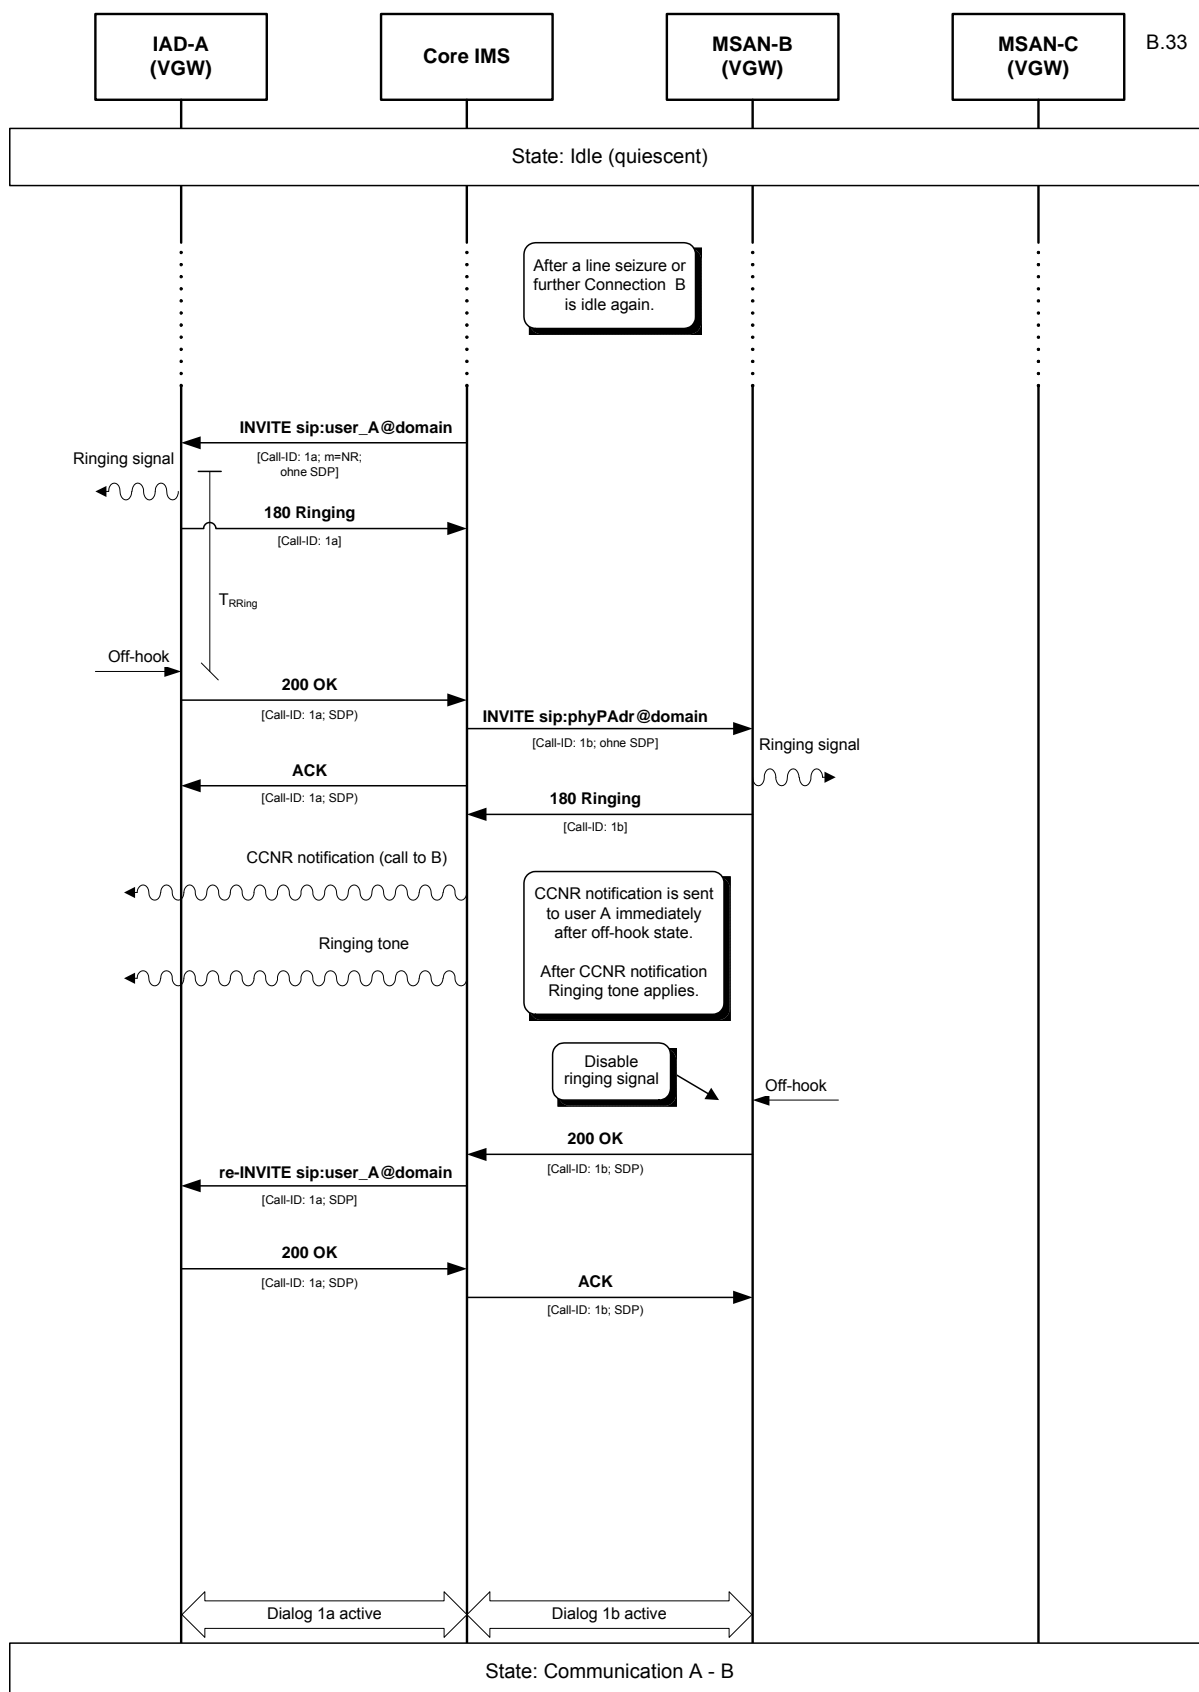 IAD-A
(VGW)
Core IMS
MSAN-B
(VGW)
MSAN-C
(VGW)
B.33
State: Idle (quiescent)
After a line seizure or
further Connection B
is idle again.
INVITE sip:user_A@domain
[Call-ID: 1a; m=NR;
ohne SDP]
Ringing signal
180 Ringing
[Call-ID: 1a]
TRRing
Off-hook
200 OK
[Call-ID: 1a; SDP)
INVITE sip:phyPAdr@domain
[Call-ID: 1b; ohne SDP]
Ringing signal
ACK
[Call-ID: 1a; SDP)
180 Ringing
[Call-ID: 1b]
CCNR notification (call to B)
CCNR notification is sent
to user A immediately
after off-hook state.
After CCNR notification
Ringing tone applies.
Ringing tone
Disable
ringing signal
Off-hook
200 OK
[Call-ID: 1b; SDP)
re-INVITE sip:user_A@domain
[Call-ID: 1a; SDP]
200 OK
[Call-ID: 1a; SDP)
ACK
[Call-ID: 1b; SDP)
Dialog 1a active
Dialog 1b active
State: Communication A - B